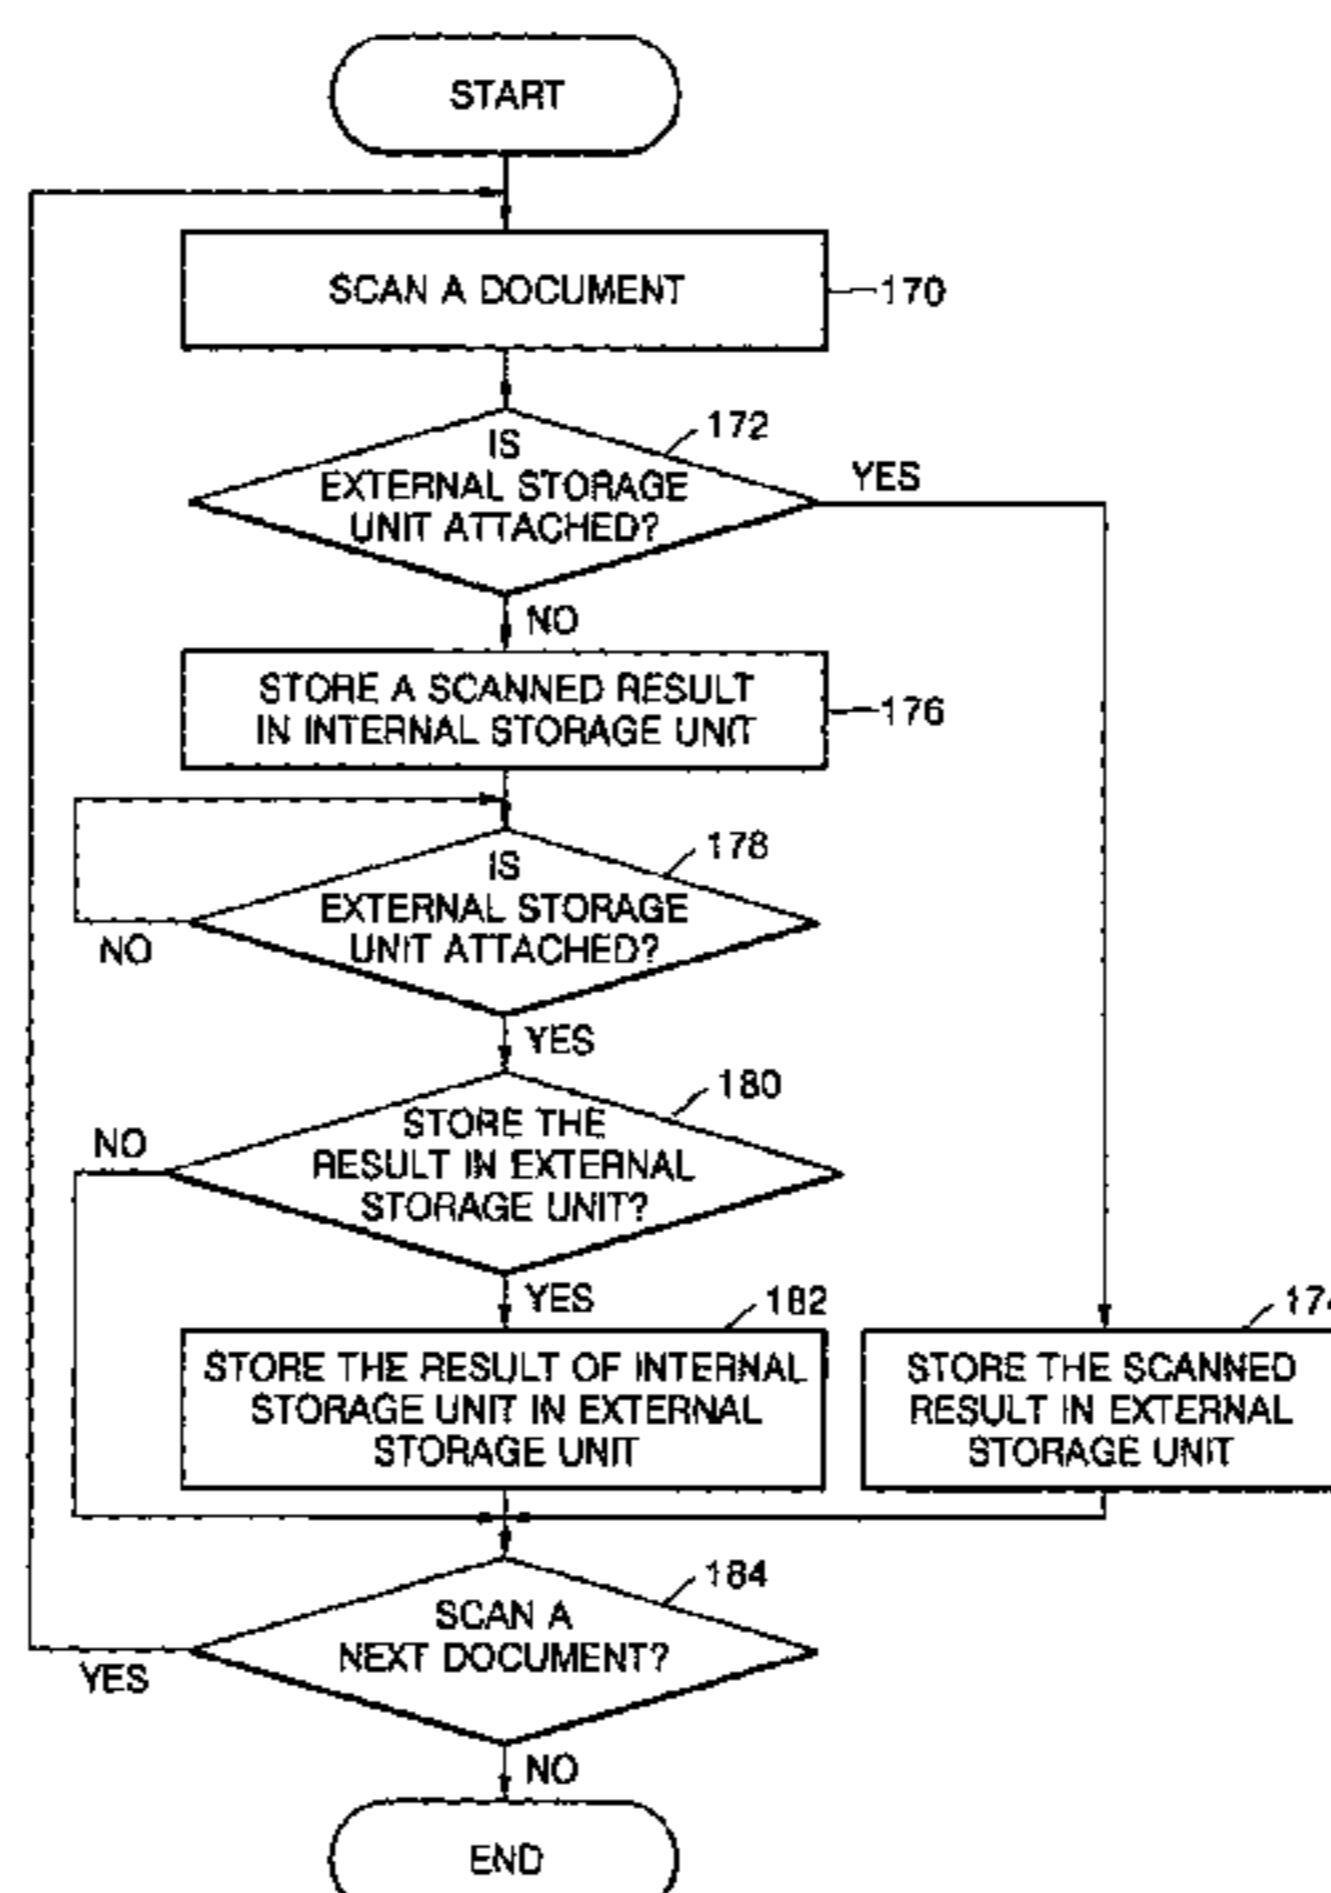 START
SCAN A DOCUMENT
170
IS
EXTERNAL STORAGE
UNIT ATTACHED?
172
YES
NO
STORE A SCANNED RESULT
IN INTERNAL STORAGE UNIT
176
IS
EXTERNAL STORAGE
UNIT ATTACHED?
178
NO
YES
STORE THE
RESULT IN EXTERNAL
STORAGE UNIT?
180
NO
YES
STORE THE RESULT OF INTERNAL
STORAGE UNIT IN EXTERNAL
STORAGE UNIT
182
STORE THE SCANNED
RESULT IN EXTERNAL
STORAGE UNIT
SCAN A
NEXT DOCUMENT?
184
YES
NO
END